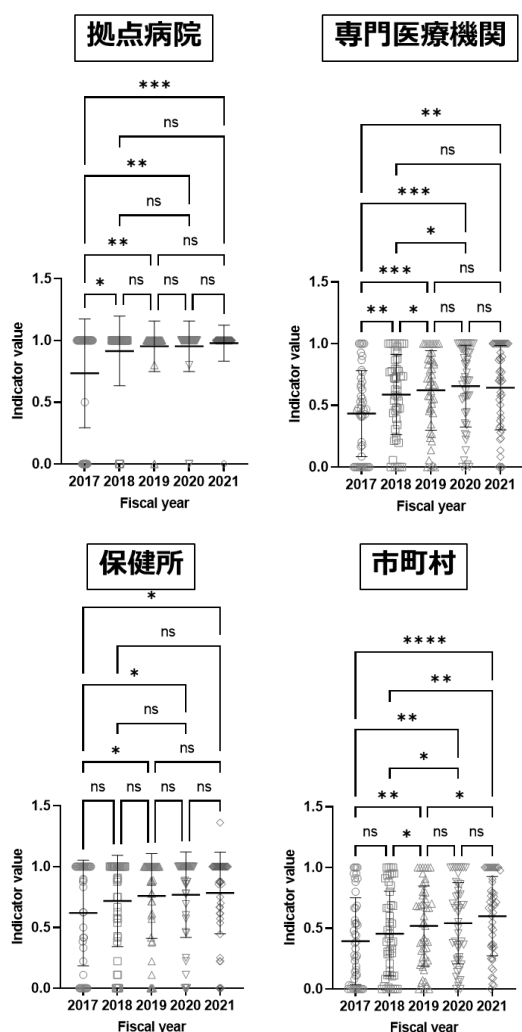 拠点病院
***
ns
**
ns
**
ns
*
ns
ns
ns
1.5
1.0
0.5
0.0
Indicator value
2017 2018 2019 2020 2021
Fiscal year
専門医療機関
**
ns
***
*
***
ns
**
*
ns
ns
1.5
1.0
0.5
0.0
Indicator value
2017 2018 2019 2020 2021
Fiscal year
保健所
*
ns
*
ns
*
ns
ns
ns
ns
ns
1.5
1.0
0.5
0.0
Indicator value
2017 2018 2019 2020 2021
Fiscal year
市町村
****
**
**
*
**
*
ns
*
ns
ns
1.5
1.0
0.5
0.0
Indicator value
2017 2018 2019 2020 2021
Fiscal year